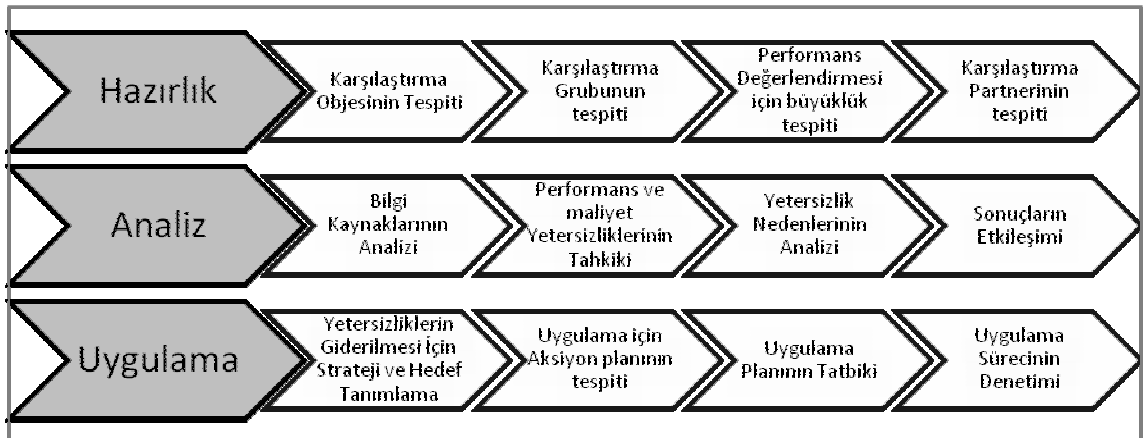 Hazırlık
Karşılaştırma
Objesinin Tespiti
Karşılaştırma
Grubunun
tespiti
Performans
Değerlendirmesi
için büyüklük
tespiti
Karşılaştırma
Partnerinin
tespiti
Analiz
Bilgi
Kaynaklarının
Analizi
Performans ve
maliyet
Yetersizliklerinin
Tahkiki
Yetersizlik
Nedenlerinin
Analizi
Sonuçların
Etkileşimi
Uygulama
Yetersizliklerin
Giderilmesi İçin
Strateji ve Hedef
Tanımlama
Uygulama için
Aksiyon planının
tespiti
Uygulama
Planının Tatbiki
Uygulama
Sürecinin
Denetimi